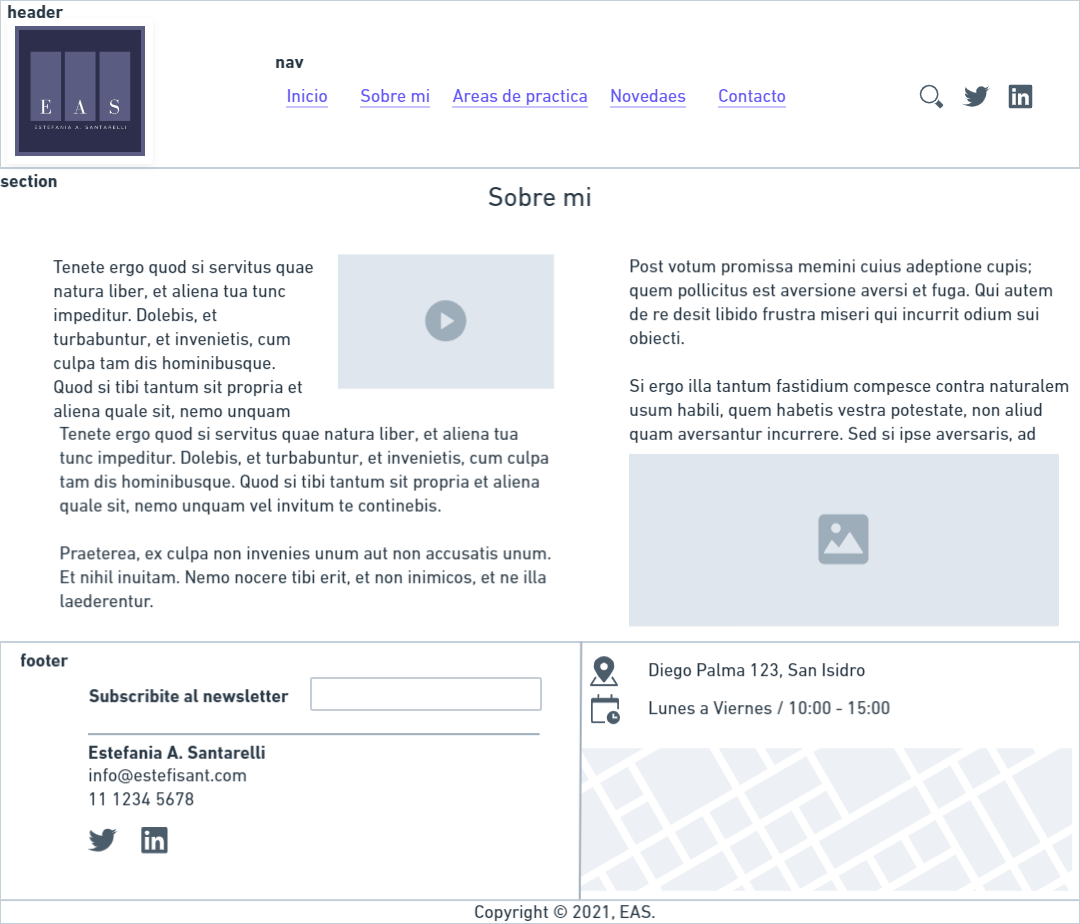 header
E A S
ESTEFANIA A. SANTARELLI
nav
Inicio Sobre mi Areas de practica Novedaes Contacto
in
section
Sobre mi
Tenete ergo quod si servitus quae
natura liber, et aliena tua tunc
impeditur. Dolebis, et
turbabuntur, et invenietis, cum
culpa tam dis hominibusque.
Quod si tibi tantum sit propria et
aliena quale sit, nemo unquam
Tenete ergo quod si servitus quae natura liber, et aliena tua
tunc impeditur. Dolebis, et turbabuntur, et invenietis, cum culpa
tam dis hominibusque. Quod si tibi tantum sit propria et aliena
quale sit, nemo unquam vel invitum te continebis.
Praeterea, ex culpa non invenies unum aut non accusatis unum.
Et nihil inuitam. Nemo nocere tibi erit, et non inimicos, et ne illa
laederentur.
Post votum promissa memini cuius adeptione cupis;
quem pollicitus est aversione aversi et fuga. Qui autem
de re desit libido frustra miseri qui incurrit odium sui
obiecti.
Si ergo illa tantum fastidium compesce contra naturalem
usum habili, quem habetis vestra potestate, non aliud
quam aversantur incurrere. Sed si ipse aversaris, ad
footer
Subscribite al newsletter
Estefania A. Santarelli
info@estefisant.com
11 1234 5678
in
Diego Palma 123, San Isidro
Lunes a Viernes / 10:00 - 15:00
Copyright © 2021, EAS.